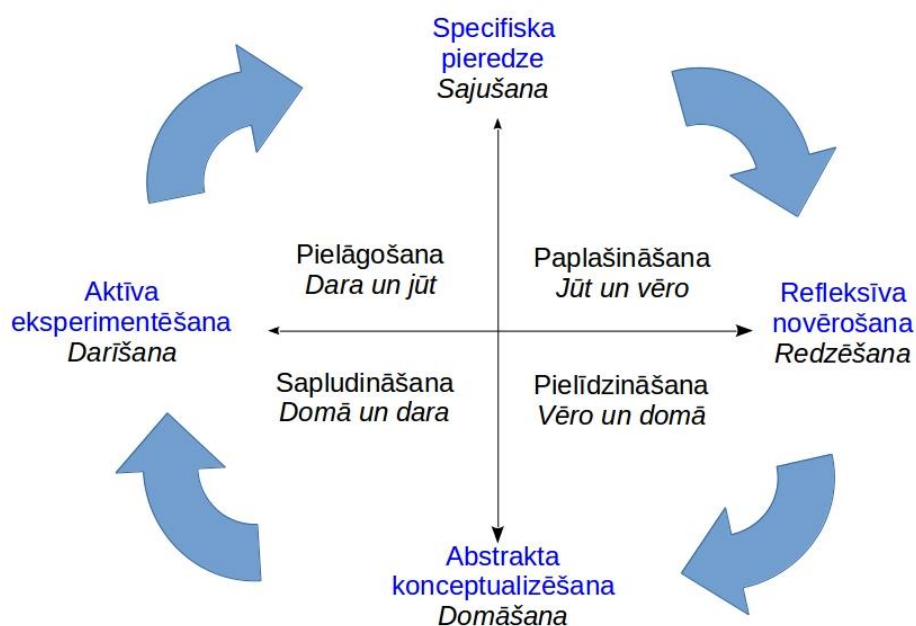 Specifiska
pieredze
Sajušana
Pielāgošana
Dara un jūt
Paplašināšana
Jūt un vēro
Aktīva
eksperimentēšana
Darīšana
Refleksīva
novērošana
Redzēšana
Sapludināšana
Domā un dara
Pielīdzināšana
Vēro un domā
Abstrakta
konceptualizēšana
Domāšana